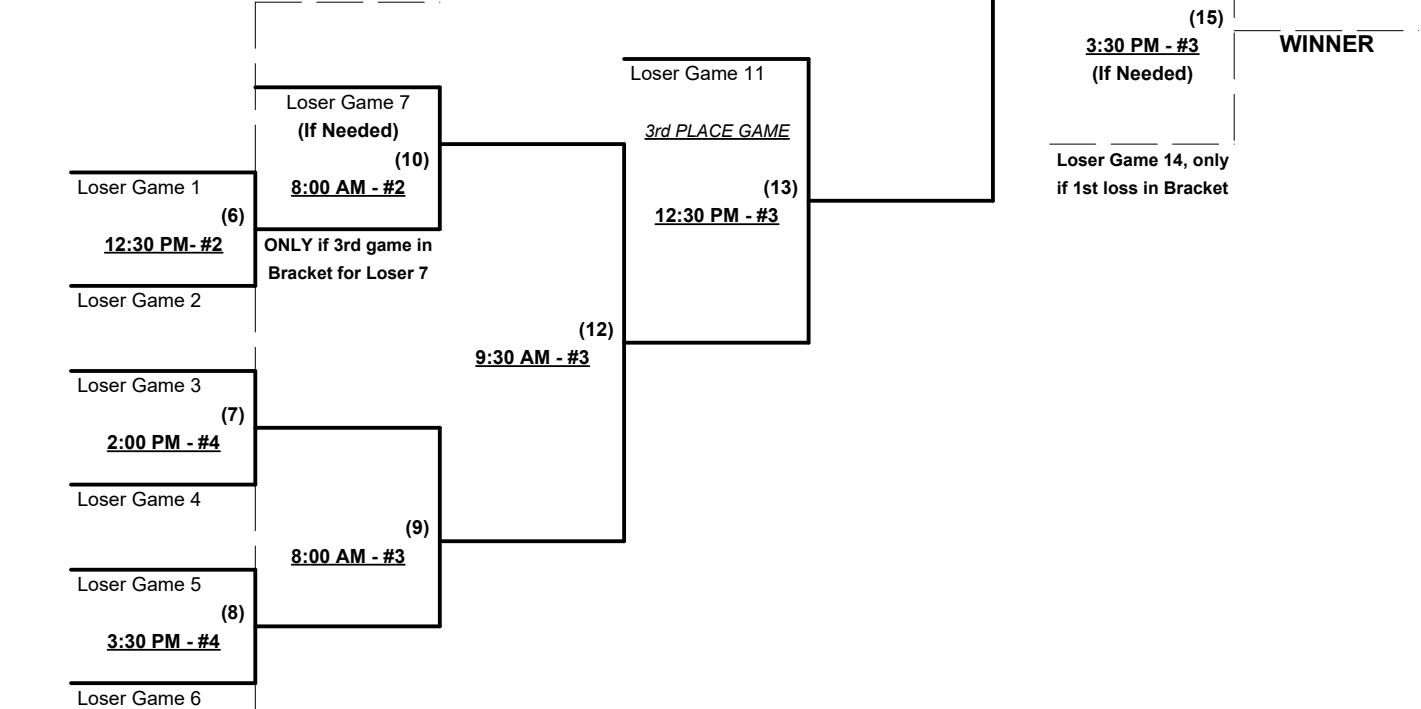 (15)
3:30 PM - #3
WINNER
(If Needed)
Loser Game 11
Loser Game 7
(If Needed)
3rd PLACE GAME
(10)
Loser Game 14, only
Loser Game 1
8:00 AM - #2
(13)
if 1st loss in Bracket
(6)
12:30 PM - #3
12:30 PM- #2
ONLY if 3rd game in
Bracket for Loser 7
Loser Game 2
(12)
9:30 AM - #3
Loser Game 3
(7)
2:00 PM - #4
Loser Game 4
(9)
8:00 AM - #3
Loser Game 5
(8)
3:30 PM - #4
Loser Game 6